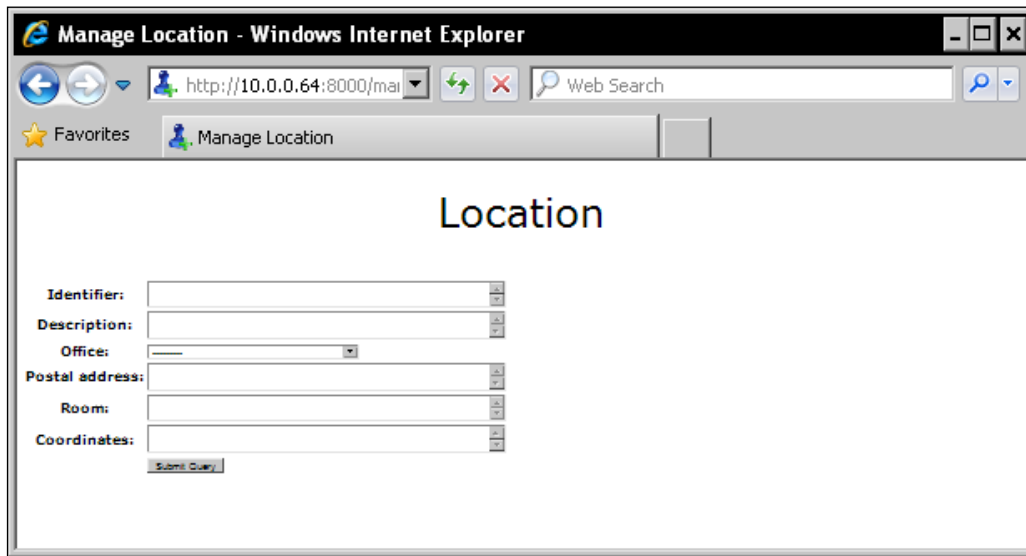 Manage Location - Windows Internet Explorer
http://10.0.0.64:8000/mai
Web Search
Favorites
Manage Location
Location
Identifier:
Description:
Office:
Postal address:
Room:
Coordinates:
Submit Query